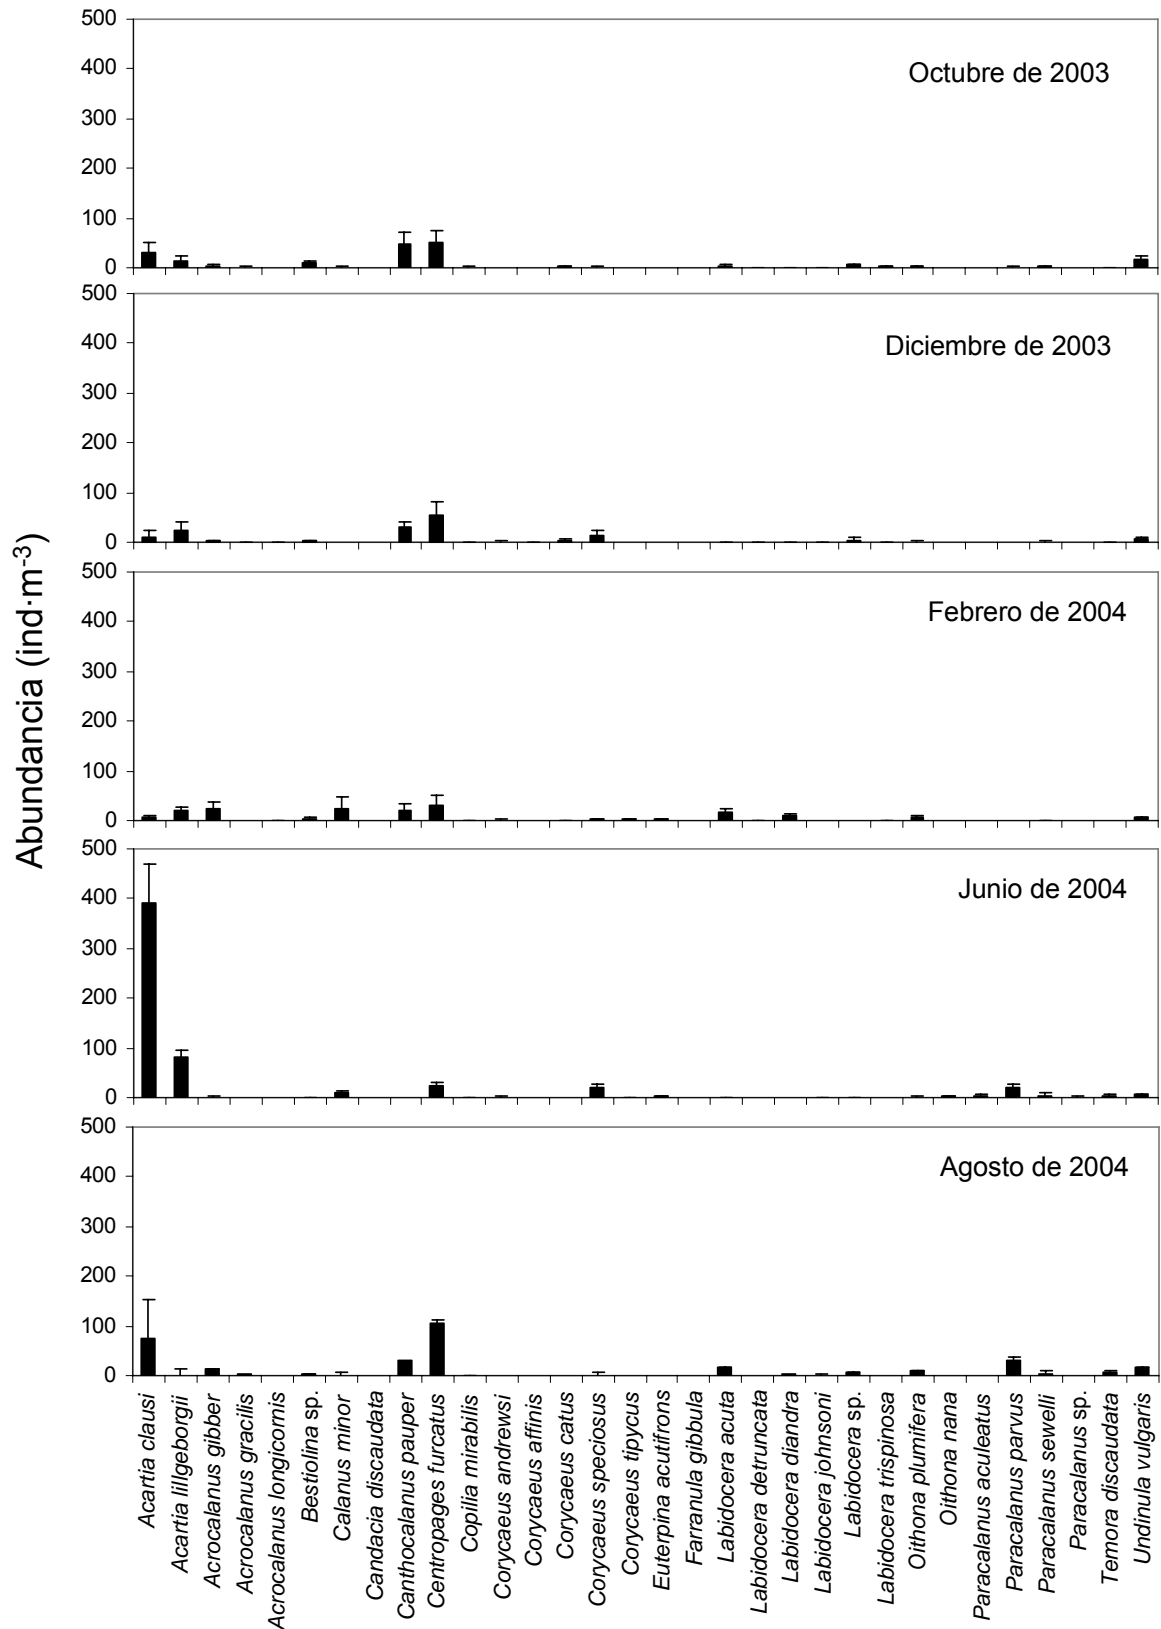 500
400
300
200
100
0
Octubre de 2003
500
400
300
200
100
0
Diciembre de 2003
500
400
300
200
100
0
Febrero de 2004
500
400
300
200
100
0
Junio de 2004
500
400
300
200
100
0
Agosto de 2004
Abundancia (ind·m-3)
Acartia clausi
Acartia lillgeborgii
Acrocalanus gibber
Acrocalanus gracilis
Acrocalanus longicornis
Bestiolina sp.
Calanus minor
Candacia discaudata
Canthocalanus pauper
Centropages furcatus
Copilia mirabilis
Corycaeus andrewsi
Corycaeus affinis
Corycaeus catus
Corycaeus speciosus
Corycaeus tipycus
Euterpina acutifrons
Farranula gibbula
Labidocera acuta
Labidocera detruncata
Labidocera diandra
Labidocera johnsoni
Labidocera sp.
Labidocera trispinosa
Oithona plumifera
Oithona nana
Paracalanus aculeatus
Paracalanus parvus
Paracalanus sewelli
Paracalanus sp.
Temora discaudata
Undinula vulgaris